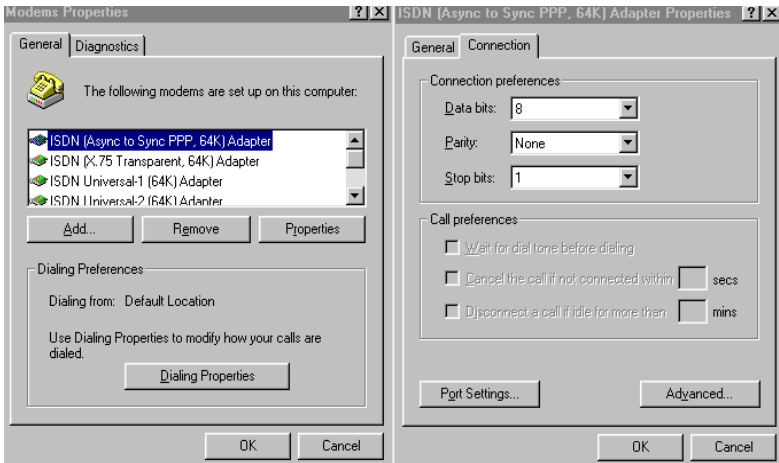 Modems Properties
General
Diagnostics
The following modems are set up on this computer:
ISDN (Async to Sync PPP, 64K) Adapter
ISDN (X.75 Transparent, 64K) Adapter
ISDN Universal-1 (64K) Adapter
ISDN Universal-2 (64K) Adapter
Add...
Remove
Properties
Dialing Preferences
Dialing from: Default Location
Use Dialing Properties to modify how your calls are
dialed.
Dialing Properties
OK
Cancel
ISDN (Async to Sync PPP, 64K) Adapter Properties
General
Connection
Connection preferences
Data bits: 8
Parity: None
Stop bits: 1
Call preferences
Wait for dial tone before dialing
Cancel the call if not connected within secs
Disconnect a call if idle for more than mins
Port Settings...
Advanced...
OK
Cancel